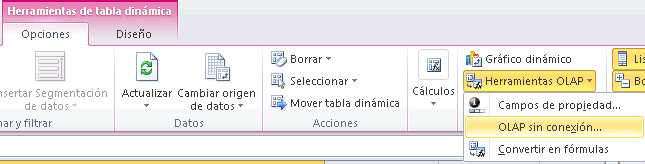 Herramientas de tabla dinámica
Opciones
Diseño
nsertar Segmentación
de datos
nar y filtrar
Actualizar
Cambiar origen
de datos
Datos
Borrar
Seleccionar
Mover tabla dinámica
Acciones
Cálculos
Gráfico dinámico
Herramientas OLAP
Campos de propiedad...
OLAP sin conexión...
Convertir en fórmulas
Lis
Bo